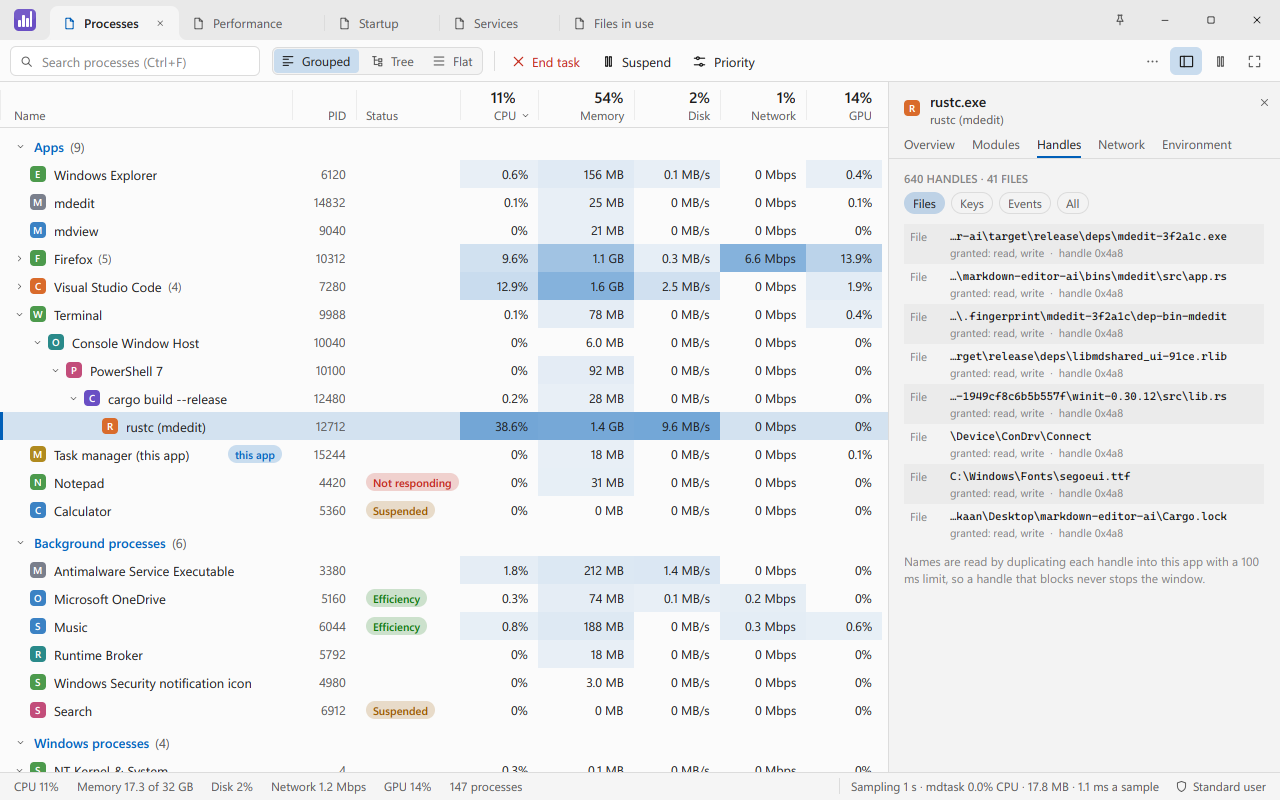 Processes
Performance
Startup
Services
Files in use
Search processes (Ctrl+F)
Grouped
Tree
Flat
End task
Suspend
Priority
11% 54% 2% 1% 14%
Name PID Status CPU Memory Disk Network GPU
Apps (9)
E Windows Explorer 6120 0.6% 156 MB 0.1 MB/s 0 Mbps 0.4%
M mdedit 14832 0.1% 25 MB 0 MB/s 0 Mbps 0.1%
M mdview 9040 0% 21 MB 0 MB/s 0 Mbps 0%
F Firefox (5) 10312 9.6% 1.1 GB 0.3 MB/s 6.6 Mbps 13.9%
C Visual Studio Code (4) 7280 12.9% 1.6 GB 2.5 MB/s 0 Mbps 1.9%
W Terminal 9988 0.1% 78 MB 0 MB/s 0 Mbps 0.4%
O Console Window Host 10040 0% 6.0 MB 0 MB/s 0 Mbps 0%
P PowerShell 7 10100 0% 92 MB 0 MB/s 0 Mbps 0%
C cargo build --release 12480 0.2% 28 MB 0 MB/s 0 Mbps 0%
R rustc (mdedit) 12712 38.6% 1.4 GB 9.6 MB/s 0 Mbps 0%
M Task manager (this app) this app 15244 0% 18 MB 0 MB/s 0 Mbps 0.1%
N Notepad 4420 Not responding 0% 31 MB 0 MB/s 0 Mbps 0%
C Calculator 5360 Suspended 0% 0 MB 0 MB/s 0 Mbps 0%
Background processes (6)
M Antimalware Service Executable 3380 1.8% 212 MB 1.4 MB/s 0 Mbps 0%
O Microsoft OneDrive 5160 Efficiency 0.3% 74 MB 0.1 MB/s 0.2 Mbps 0%
S Music 6044 Efficiency 0.8% 188 MB 0 MB/s 0.3 Mbps 0.6%
R Runtime Broker 5792 0% 18 MB 0 MB/s 0 Mbps 0%
S Windows Security notification icon 4980 0% 3.0 MB 0 MB/s 0 Mbps 0%
S Search 6912 Suspended 0% 0 MB 0 MB/s 0 Mbps 0%
Windows processes (4)
S NT Kernel & System 4 0.3% 0.1 MB 0 MB/s 0 Mbps 0%
R rustc.exe
rustc (mdedit)
Overview Modules Handles Network Environment
640 HANDLES · 41 FILES
Files Keys Events All
File …r-ai\target\release\deps\mdedit-3f2a1c.exe
granted: read, write · handle 0x4a8
File …\markdown-editor-ai\bins\mdedit\src\app.rs
granted: read, write · handle 0x4a8
File …\.fingerprint\mdedit-3f2a1c\dep-bin-mdedit
granted: read, write · handle 0x4a8
File …rget\release\deps\libmdshared_ui-91ce.rlib
granted: read, write · handle 0x4a8
File …-1949cf8c6b5b557f\winit-0.30.12\src\lib.rs
granted: read, write · handle 0x4a8
File \Device\ConDrv\Connect
granted: read, write · handle 0x4a8
File C:\Windows\Fonts\segoeui.ttf
granted: read, write · handle 0x4a8
File …kaan\Desktop\markdown-editor-ai\Cargo.lock
granted: read, write · handle 0x4a8
Names are read by duplicating each handle into this app with a 100
ms limit, so a handle that blocks never stops the window.
CPU 11% Memory 17.3 of 32 GB Disk 2% Network 1.2 Mbps GPU 14% 147 processes
Sampling 1 s · mdtask 0.0% CPU · 17.8 MB · 1.1 ms a sample Standard user